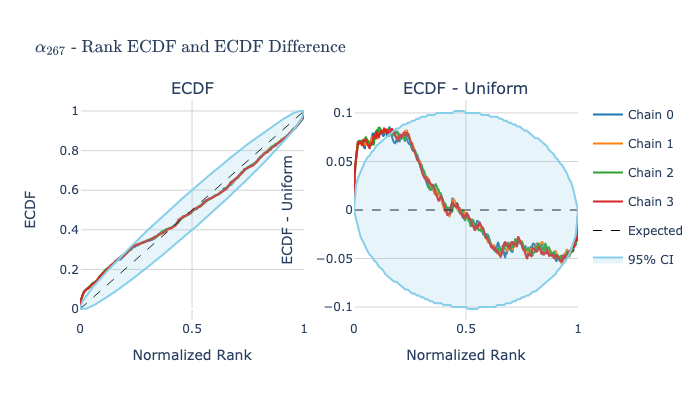 α₂₆₇ - Rank ECDF and ECDF Difference
ECDF
ECDF
1
0.8
0.6
0.4
0.2
0
0
0.5
1
Normalized Rank
ECDF - Uniform
ECDF - Uniform
0.1
0.05
0
−0.05
−0.1
0
0.5
1
Normalized Rank
Chain 0
Chain 1
Chain 2
Chain 3
Expected
95% CI